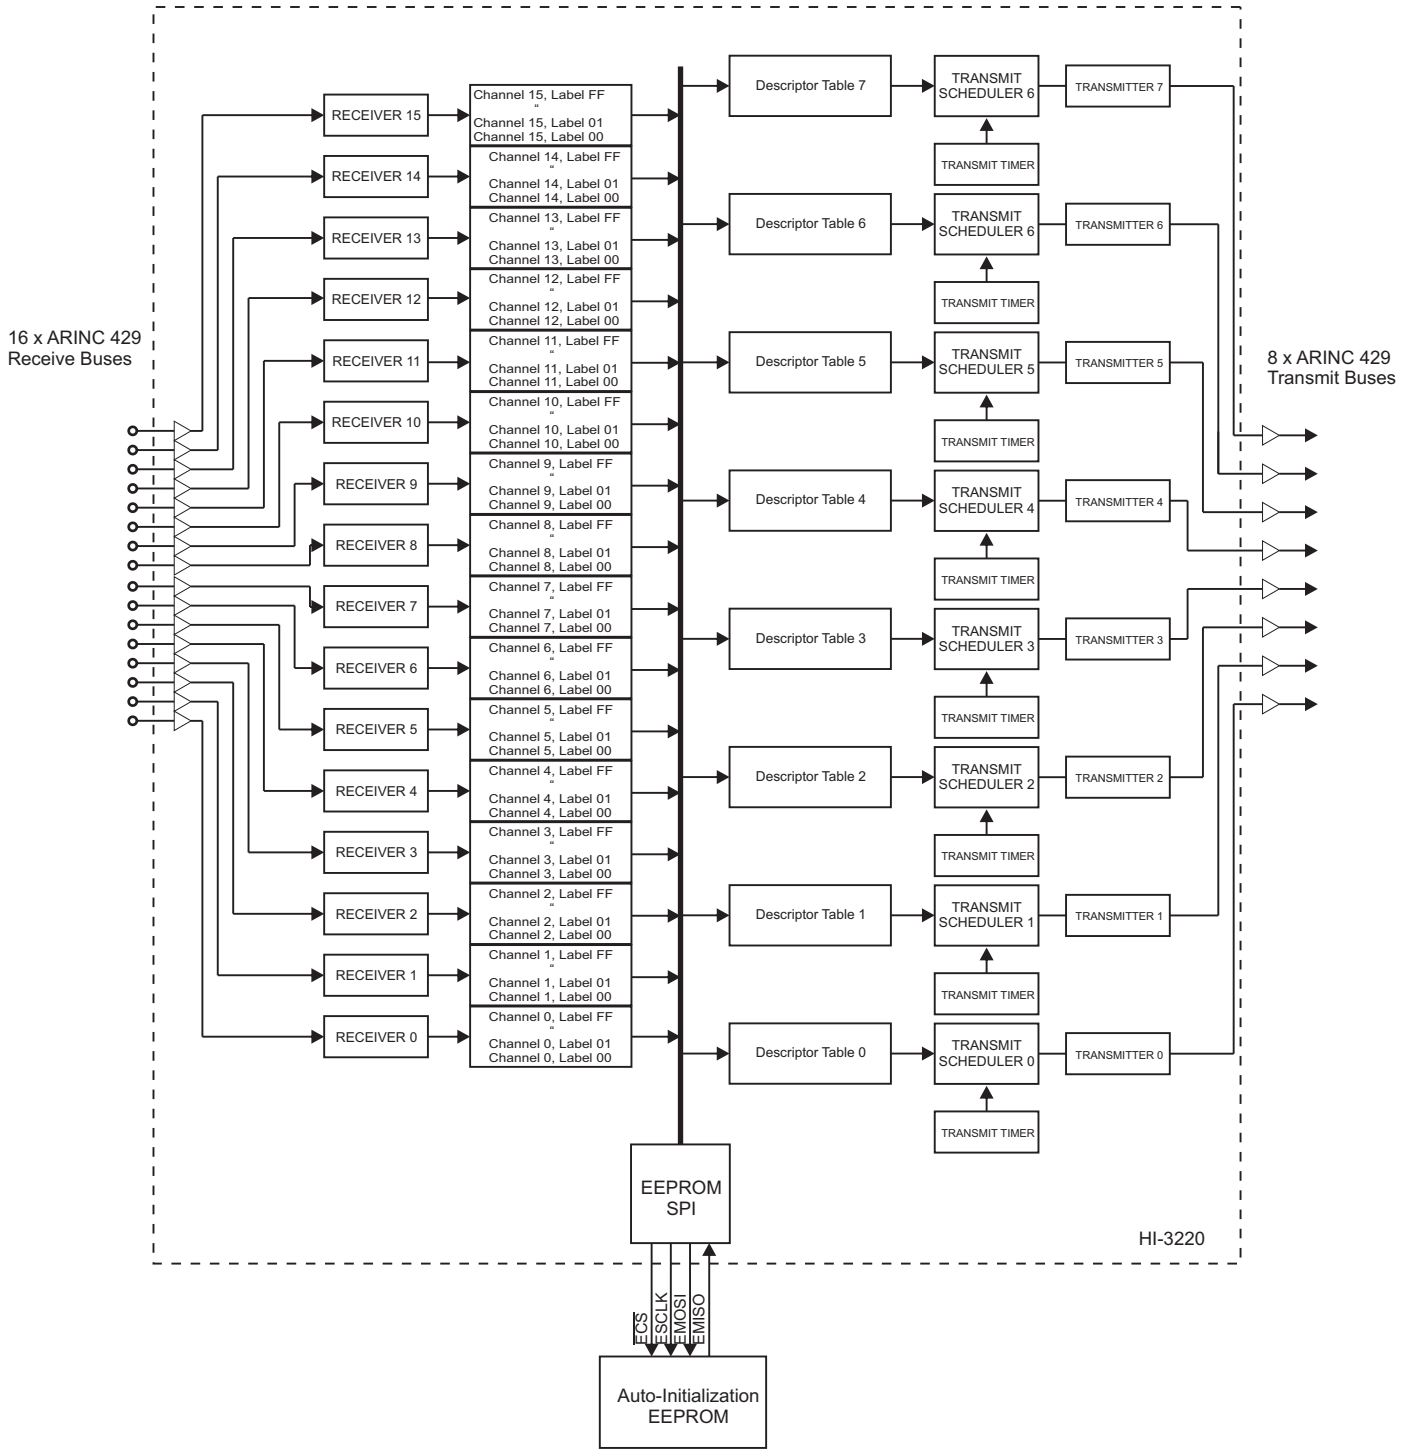 16 x ARINC 429
Receive Buses
RECEIVER 15
RECEIVER 14
RECEIVER 13
RECEIVER 12
RECEIVER 11
RECEIVER 10
RECEIVER 9
RECEIVER 8
RECEIVER 7
RECEIVER 6
RECEIVER 5
RECEIVER 4
RECEIVER 3
RECEIVER 2
RECEIVER 1
RECEIVER 0
Channel 15, Label FF
“
Channel 15, Label 01
Channel 15, Label 00
Channel 14, Label FF
“
Channel 14, Label 01
Channel 14, Label 00
Channel 13, Label FF
“
Channel 13, Label 01
Channel 13, Label 00
Channel 12, Label FF
“
Channel 12, Label 01
Channel 12, Label 00
Channel 11, Label FF
“
Channel 11, Label 01
Channel 11, Label 00
Channel 10, Label FF
“
Channel 10, Label 01
Channel 10, Label 00
Channel 9, Label FF
“
Channel 9, Label 01
Channel 9, Label 00
Channel 8, Label FF
“
Channel 8, Label 01
Channel 8, Label 00
Channel 7, Label FF
“
Channel 7, Label 01
Channel 7, Label 00
Channel 6, Label FF
“
Channel 6, Label 01
Channel 6, Label 00
Channel 5, Label FF
“
Channel 5, Label 01
Channel 5, Label 00
Channel 4, Label FF
“
Channel 4, Label 01
Channel 4, Label 00
Channel 3, Label FF
“
Channel 3, Label 01
Channel 3, Label 00
Channel 2, Label FF
“
Channel 2, Label 01
Channel 2, Label 00
Channel 1, Label FF
“
Channel 1, Label 01
Channel 1, Label 00
Channel 0, Label FF
“
Channel 0, Label 01
Channel 0, Label 00
Descriptor Table 7
TRANSMIT
SCHEDULER 6
TRANSMITTER 7
TRANSMIT TIMER
Descriptor Table 6
TRANSMIT
SCHEDULER 6
TRANSMITTER 6
TRANSMIT TIMER
Descriptor Table 5
TRANSMIT
SCHEDULER 5
TRANSMITTER 5
TRANSMIT TIMER
Descriptor Table 4
TRANSMIT
SCHEDULER 4
TRANSMITTER 4
TRANSMIT TIMER
Descriptor Table 3
TRANSMIT
SCHEDULER 3
TRANSMITTER 3
TRANSMIT TIMER
Descriptor Table 2
TRANSMIT
SCHEDULER 2
TRANSMITTER 2
TRANSMIT TIMER
Descriptor Table 1
TRANSMIT
SCHEDULER 1
TRANSMITTER 1
TRANSMIT TIMER
Descriptor Table 0
TRANSMIT
SCHEDULER 0
TRANSMITTER 0
TRANSMIT TIMER
8 x ARINC 429
Transmit Buses
EEPROM
SPI
HI-3220
ECS
ESCLK
EMOSI
EMISO
Auto-Initialization
EEPROM